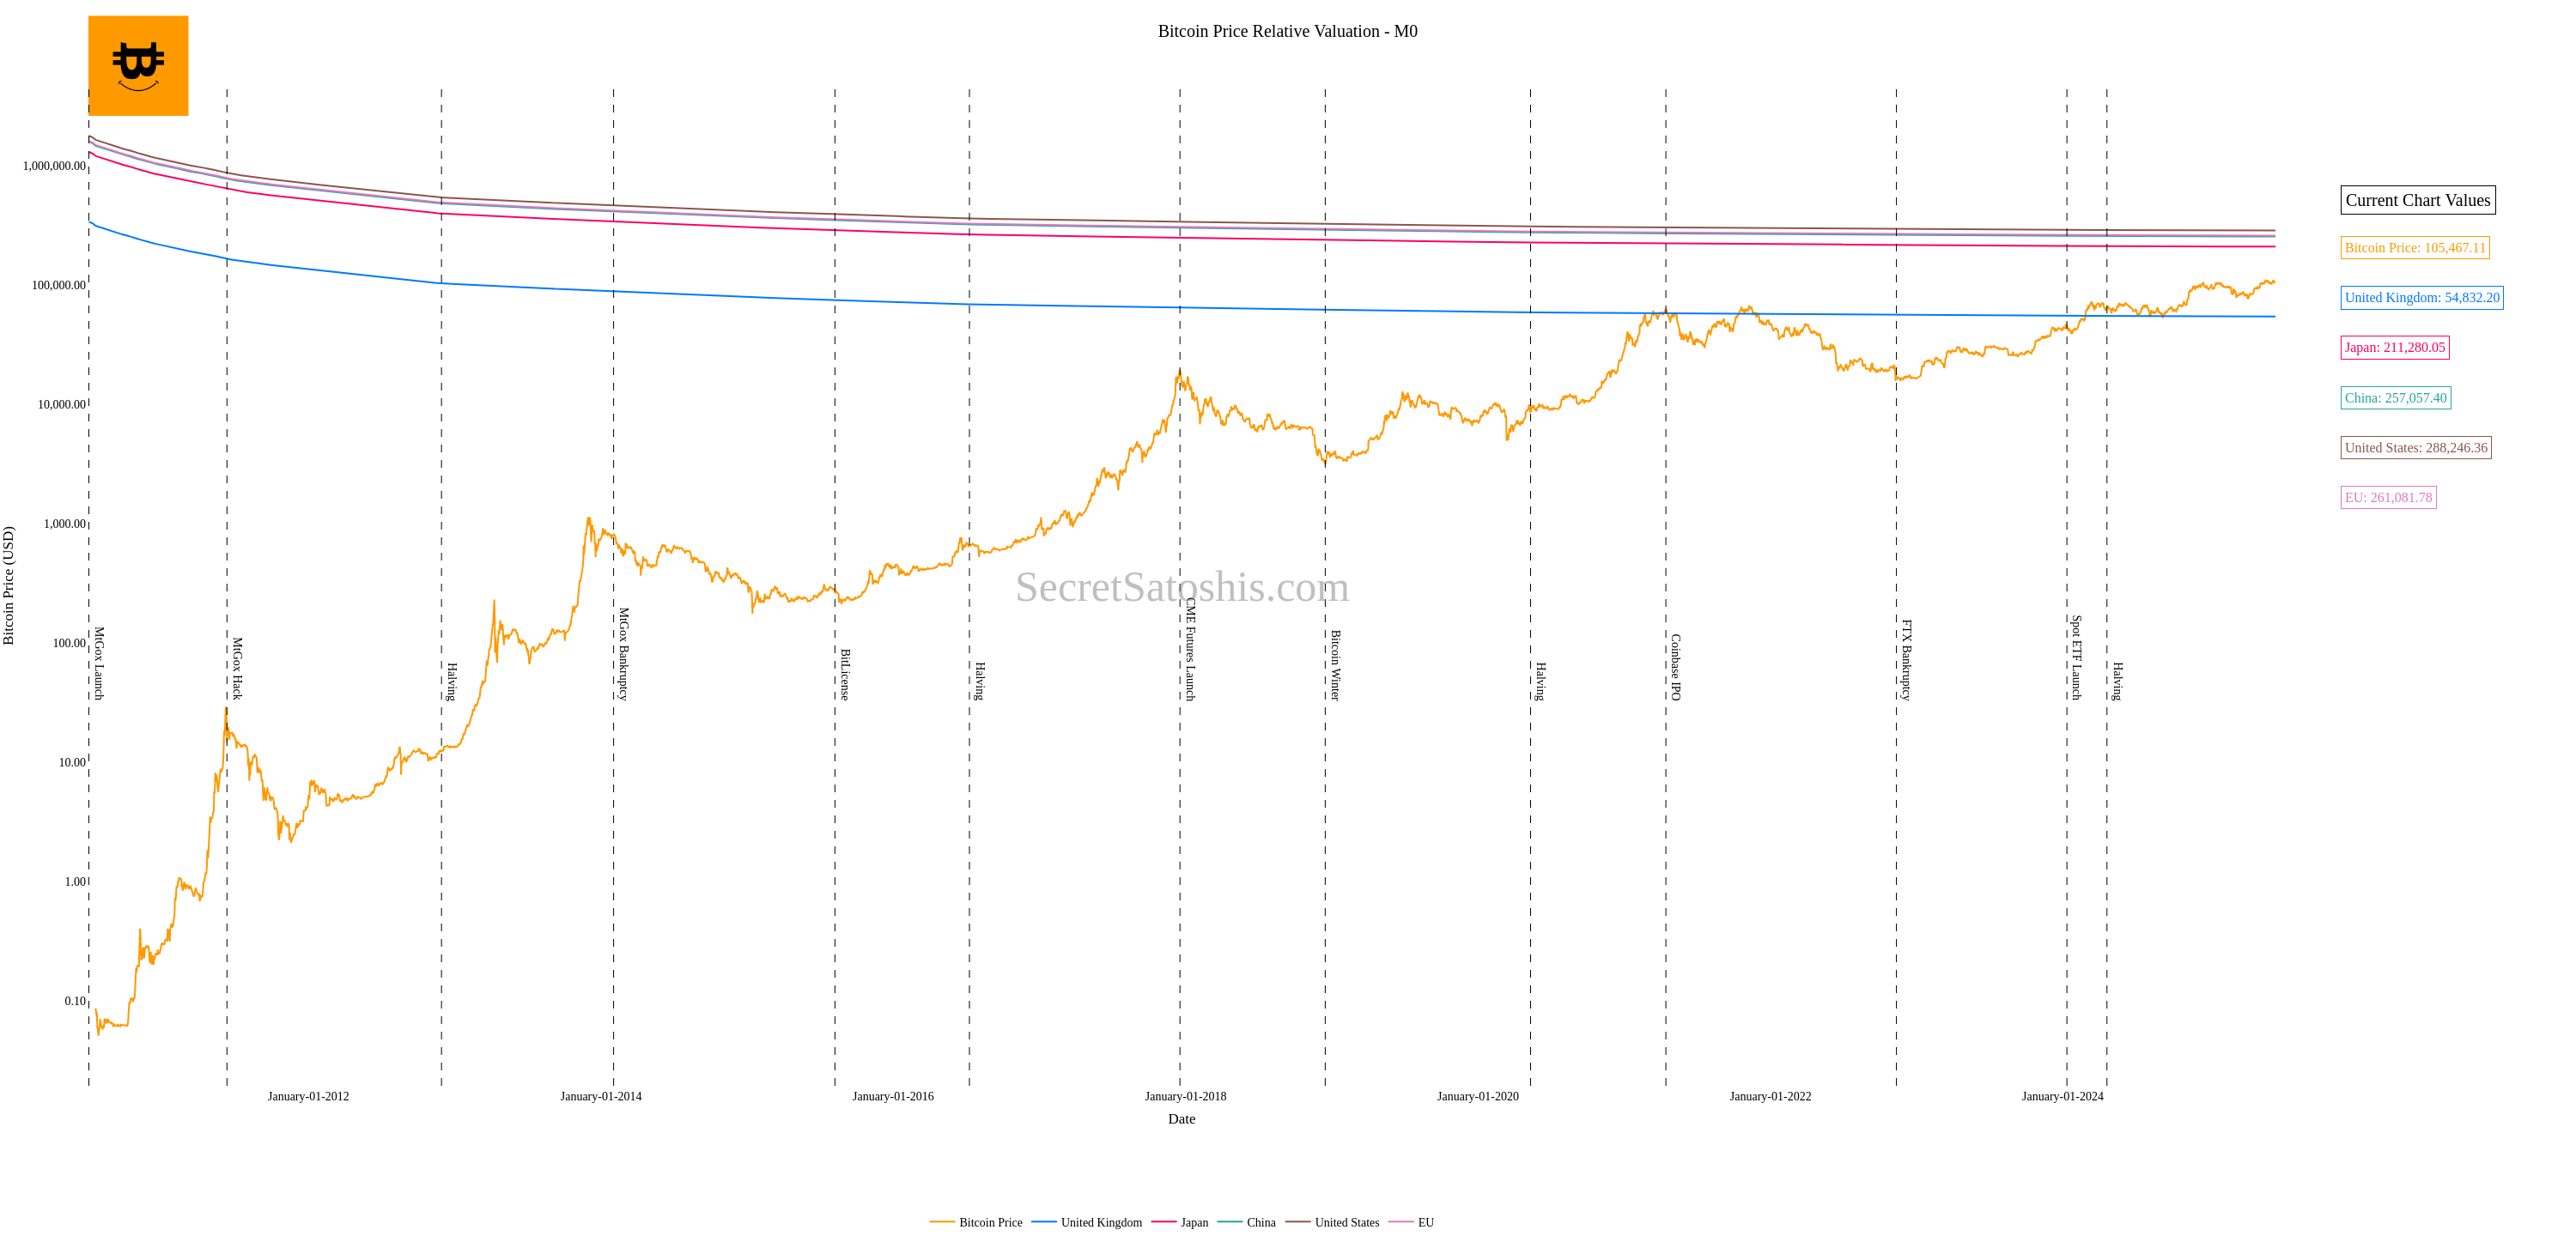 Bitcoin Price Relative Valuation - M0
1,000,000.00
100,000.00
10,000.00
1,000.00
100.00
10.00
1.00
0.10
Bitcoin Price (USD)
MtGox Launch
MtGox Hack
Halving
MtGox Bankruptcy
BitLicense
Halving
CME Futures Launch
Bitcoin Winter
Halving
Coinbase IPO
FTX Bankruptcy
Spot ETF Launch
Halving
SecretSatoshis.com
Current Chart Values
Bitcoin Price: 105,467.11
United Kingdom: 54,832.20
Japan: 211,280.05
China: 257,057.40
United States: 288,246.36
EU: 261,081.78
January-01-2012
January-01-2014
January-01-2016
January-01-2018
January-01-2020
January-01-2022
January-01-2024
Date
Bitcoin Price
United Kingdom
Japan
China
United States
EU